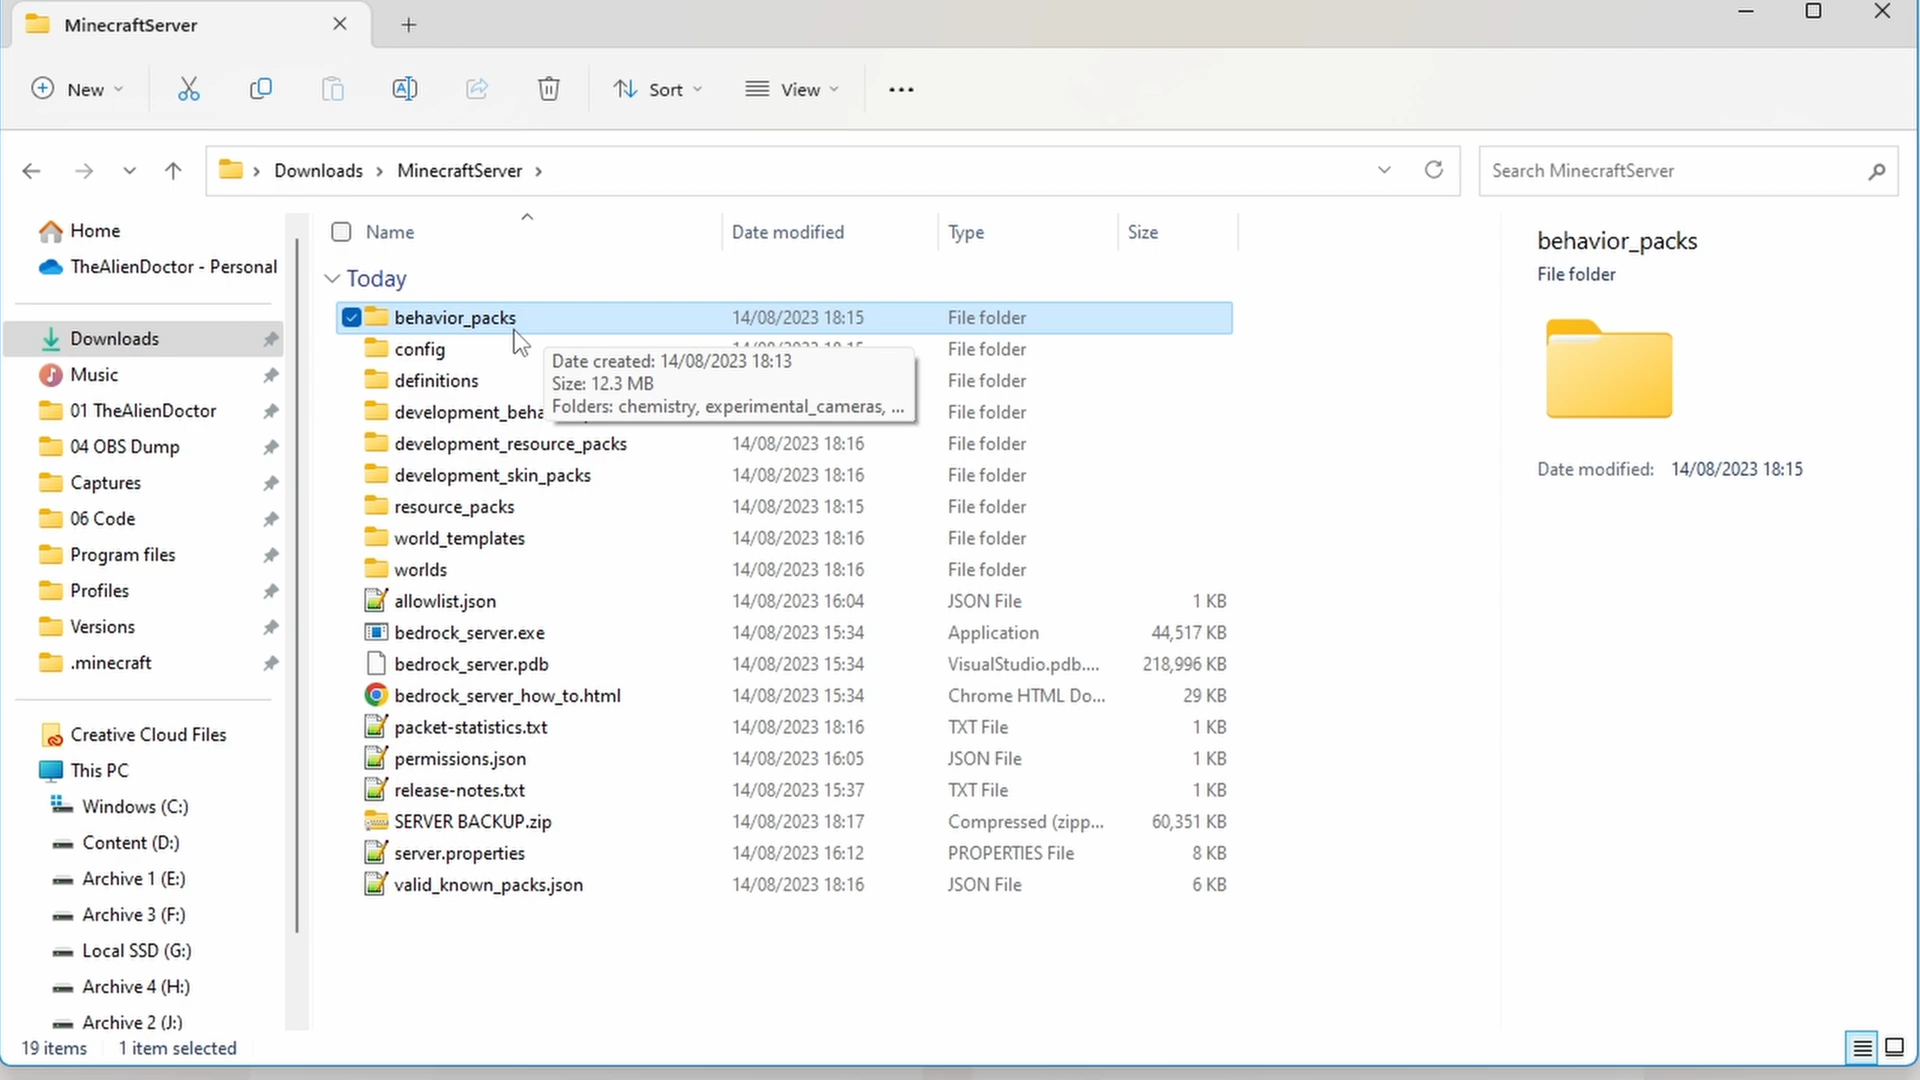 MinecraftServer
New
Sort
View
Downloads
MinecraftServer
Search MinecraftServer
Home
TheAlienDoctor - Personal
Downloads
Music
01 TheAlienDoctor
04 OBS Dump
Captures
06 Code
Program files
Profiles
Versions
.minecraft
Creative Cloud Files
This PC
Windows (C:)
Content (D:)
Archive 1 (E:)
Archive 3 (F:)
Local SSD (G:)
Archive 4 (H:)
Archive 2 (J:)
Name Date modified Type Size
Today
behavior_packs 14/08/2023 18:15 File folder
config File folder
definitions File folder
development_beha File folder
development_resource_packs 14/08/2023 18:16 File folder
development_skin_packs 14/08/2023 18:16 File folder
resource_packs 14/08/2023 18:15 File folder
world_templates 14/08/2023 18:16 File folder
worlds 14/08/2023 18:16 File folder
allowlist.json 14/08/2023 16:04 JSON File 1 KB
bedrock_server.exe 14/08/2023 15:34 Application 44,517 KB
bedrock_server.pdb 14/08/2023 15:34 VisualStudio.pdb.... 218,996 KB
bedrock_server_how_to.html 14/08/2023 15:34 Chrome HTML Do... 29 KB
packet-statistics.txt 14/08/2023 18:16 TXT File 1 KB
permissions.json 14/08/2023 16:05 JSON File 1 KB
release-notes.txt 14/08/2023 15:37 TXT File 1 KB
SERVER BACKUP.zip 14/08/2023 18:17 Compressed (zipp... 60,351 KB
server.properties 14/08/2023 16:12 PROPERTIES File 8 KB
valid_known_packs.json 14/08/2023 18:16 JSON File 6 KB
Date created: 14/08/2023 18:13
Size: 12.3 MB
Folders: chemistry, experimental_cameras, ...
behavior_packs
File folder
Date modified: 14/08/2023 18:15
19 items 1 item selected